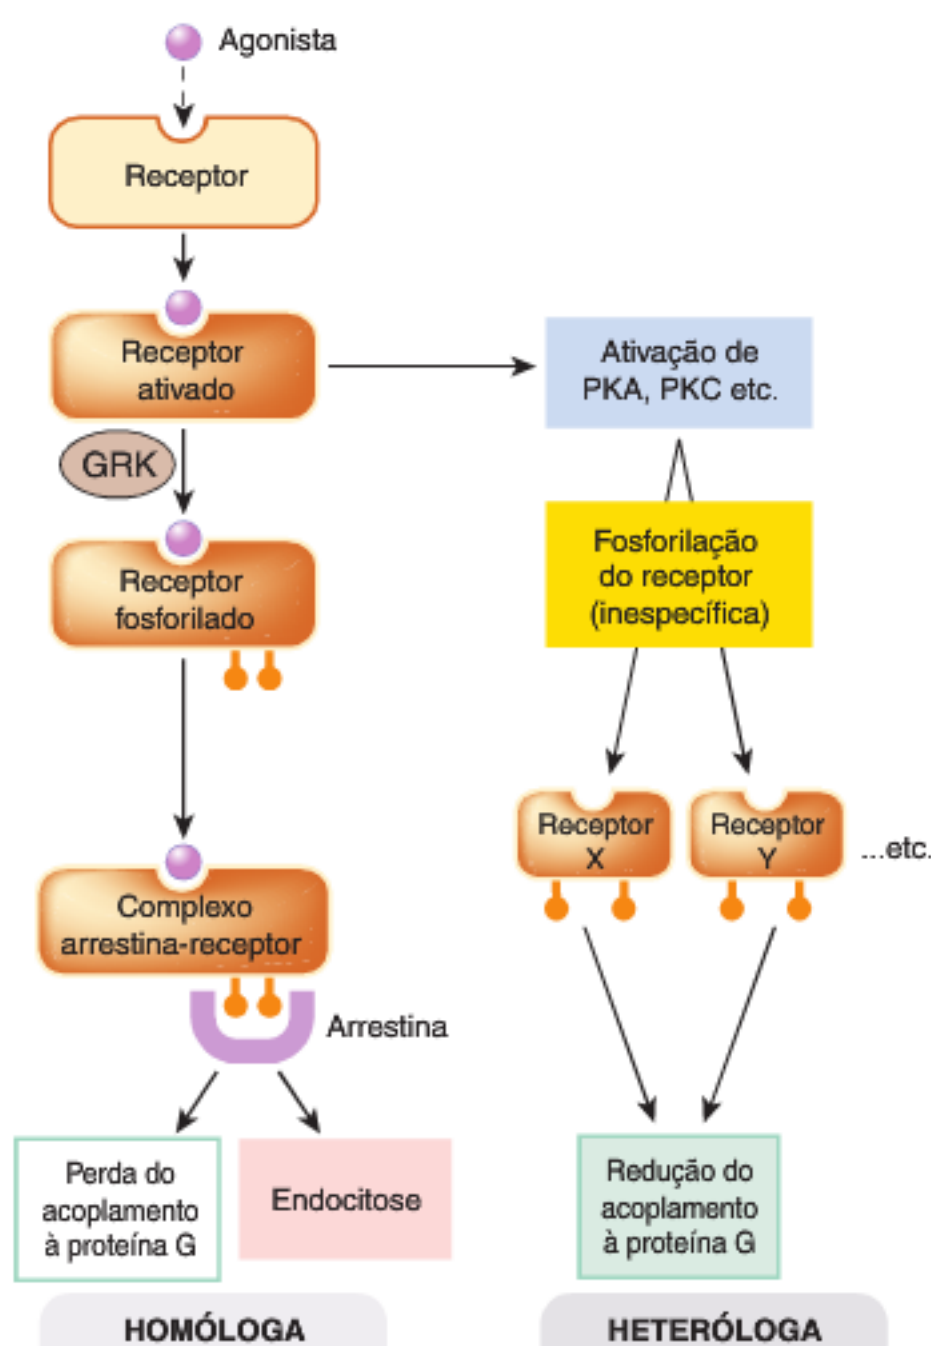 Agonista
Receptor
Receptor
ativado
GRK
Receptor
fosforilado
Complexo
arrestina-receptor
Arrestina
Perda do
acoplamento
à proteína G
Endocitose
HOMÓLOGA
Ativação de
PKA, PKC etc.
Fosforilação
do receptor
(inespecífica)
Receptor
X
Receptor
Y
...etc.
Redução do
acoplamento
à proteína G
HETERÓLOGA